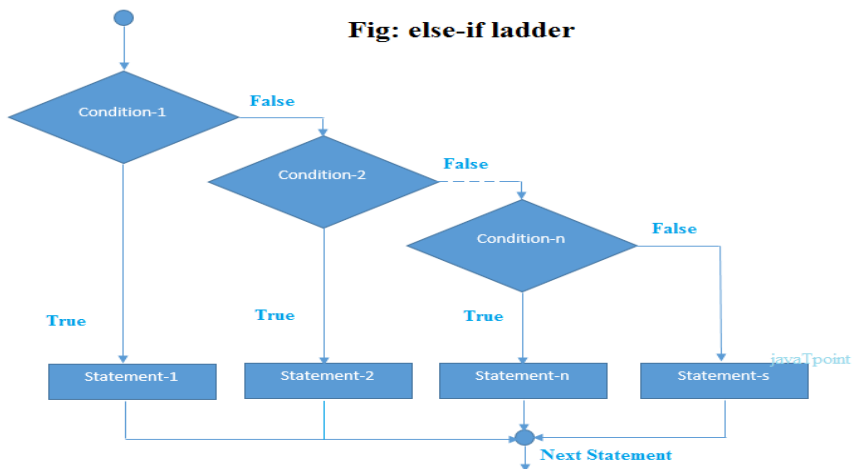 Fig: else-if ladder
Condition-1
False
Condition-2
False
Condition-n
False
True
True
True
javaTpoint
Statement-1
Statement-2
Statement-n
Statement-s
Next Statement